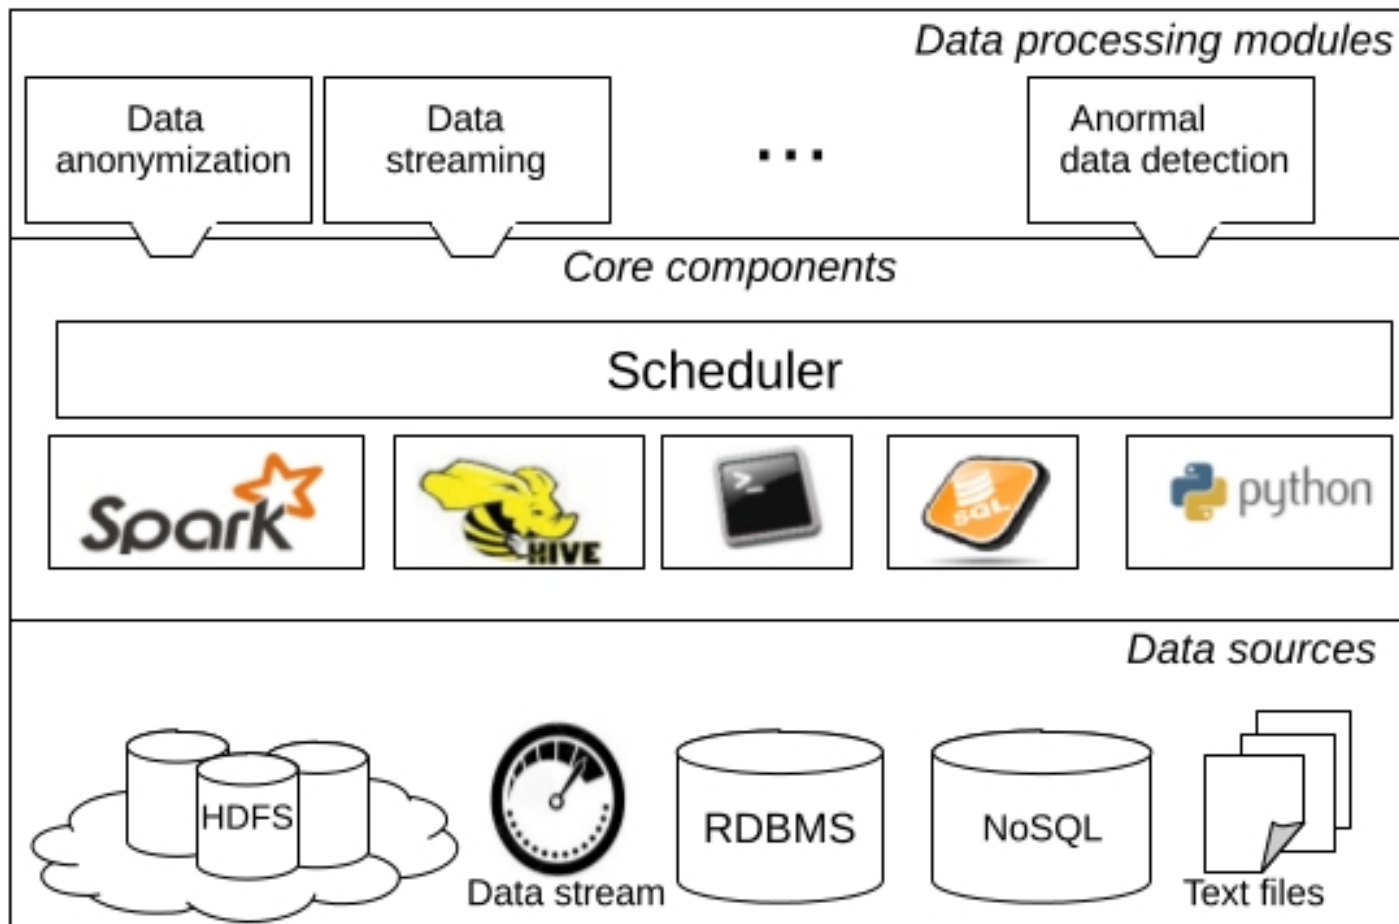 Data processing modules
Data
anonymization
Data
streaming
...
Anormal
data detection
Core components
Scheduler
Spark
HIVE
>_
SQL
python
Data sources
HDFS
Data stream
RDBMS
NoSQL
Text files